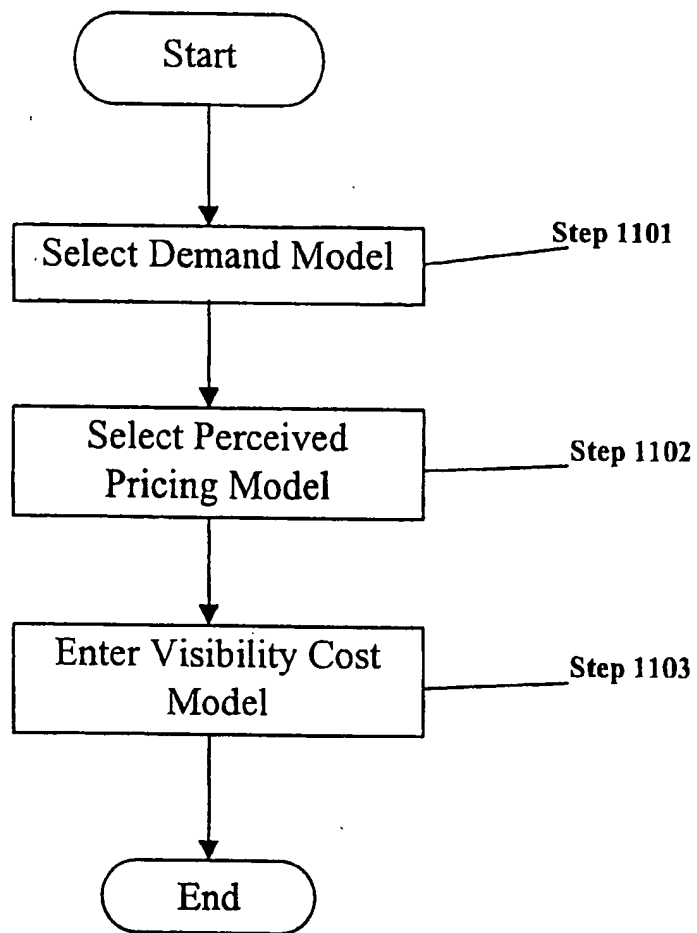 Start
Select Demand Model
Step 1101
Select Perceived
Pricing Model
Step 1102
Enter Visibility Cost
Model
Step 1103
End